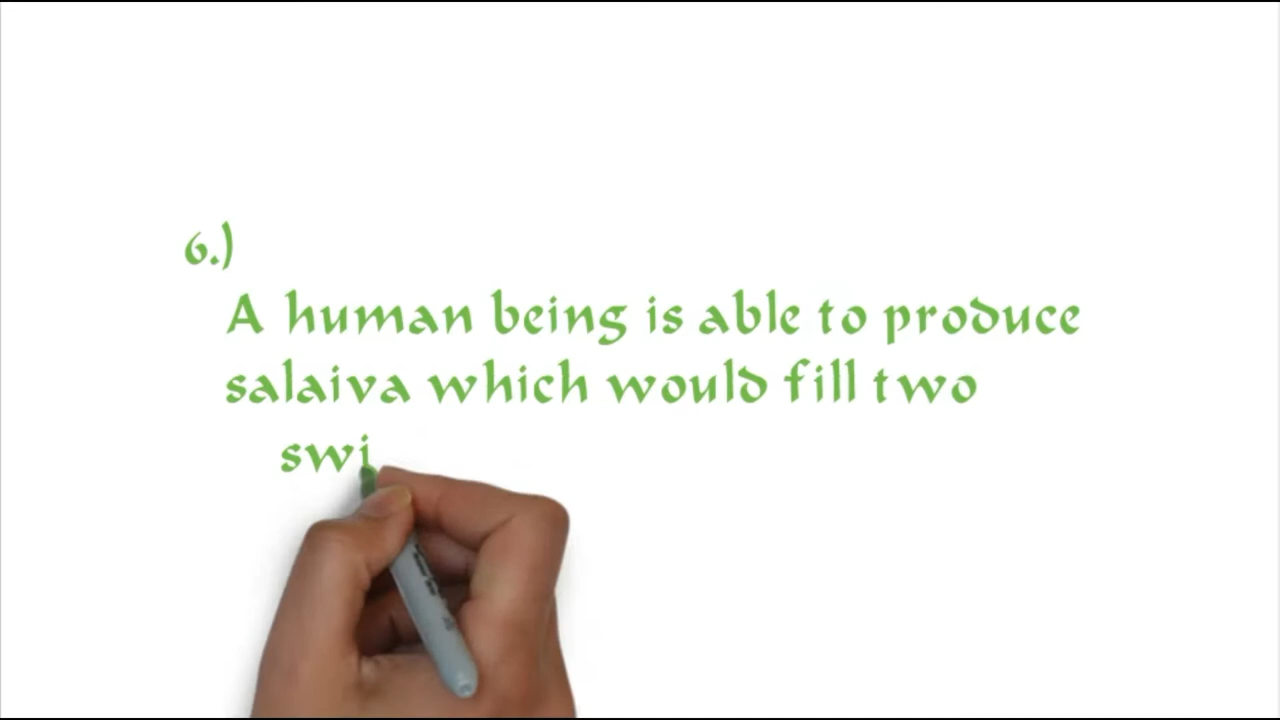 6.)
A human being is able to produce
salaiva which would fill two
swi